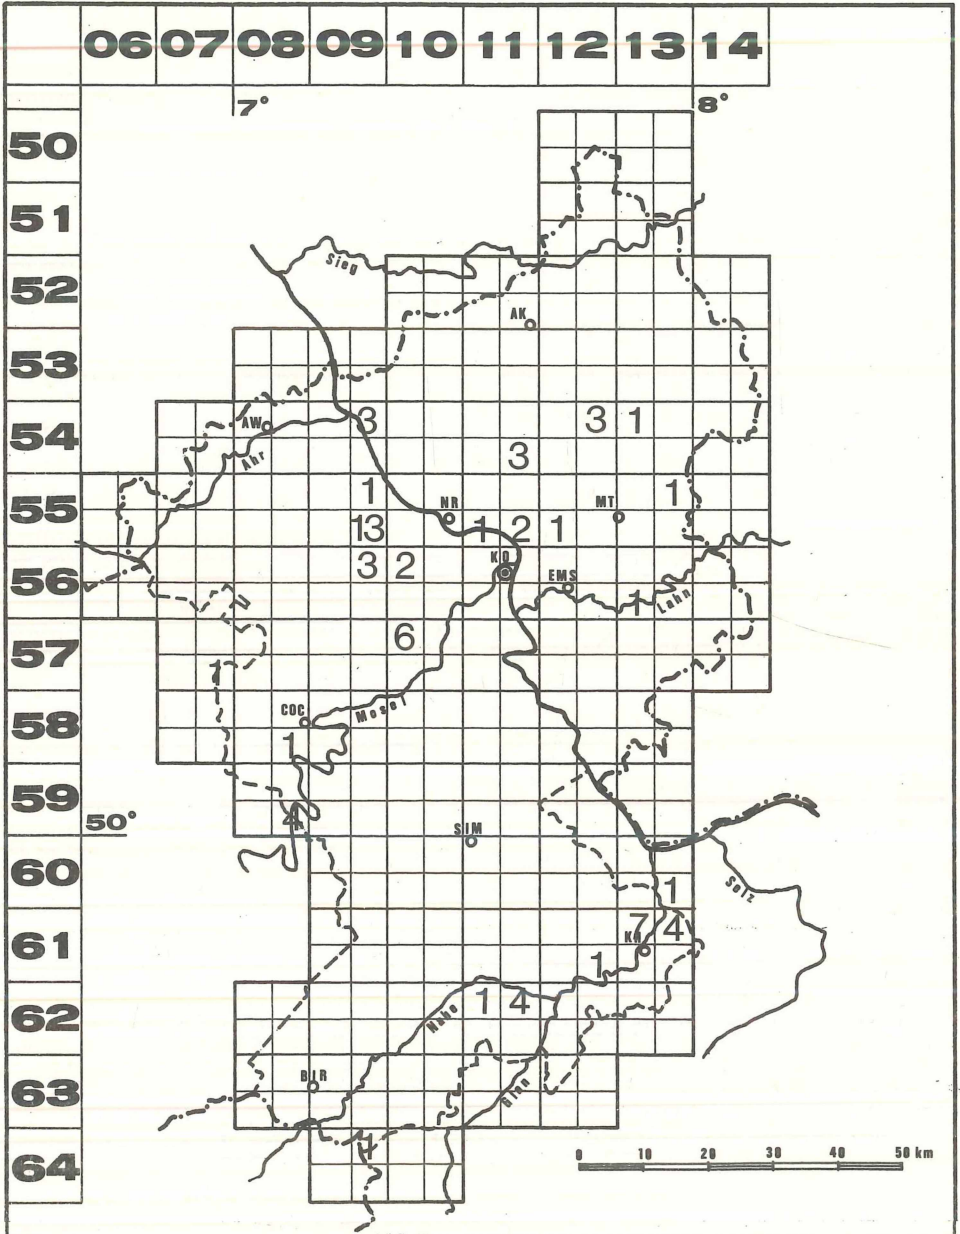 06 07 08 09 10 11 12 13 14
7° 8°
50
51
Sieg
52
AK
53
54 AW 3 3 1
Ahr 3
1 1
55 NR MT
13 1 2 1
KO
56 3 2 EMS
1 Lahn
57 6
COC Mosel
58
1
59
50° 4 SIM
60
1 Selz
7 4
61 KH
1
1 4
62 Nahe
BIR
63 Glan
1
64
0 10 20 30 40 50 km